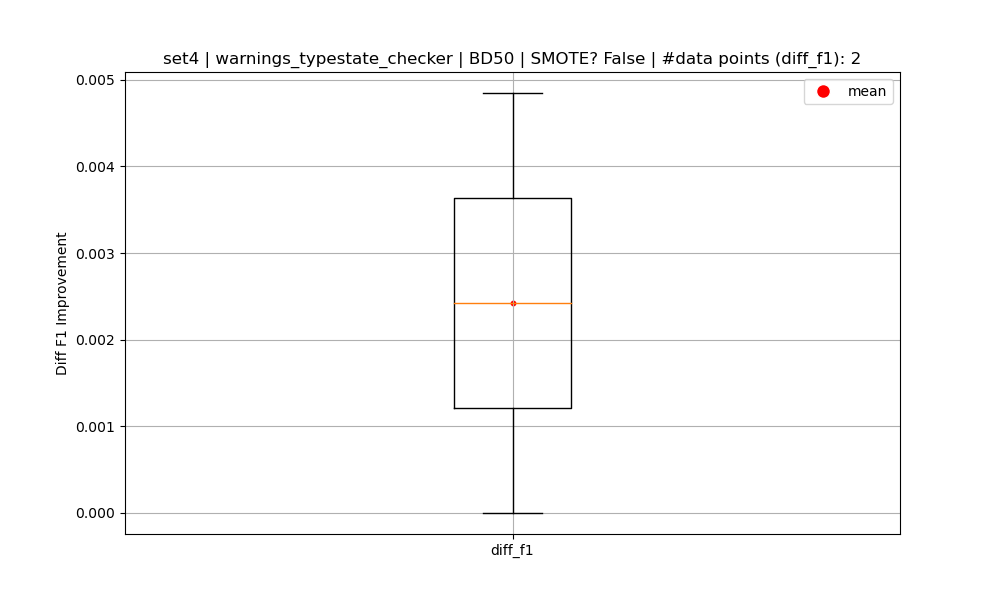 set4 | warnings_typestate_checker | BD50 | SMOTE? False | #data points (diff_f1): 2
mean
Diff F1 Improvement
0.005
0.004
0.003
0.002
0.001
0.000
diff_f1